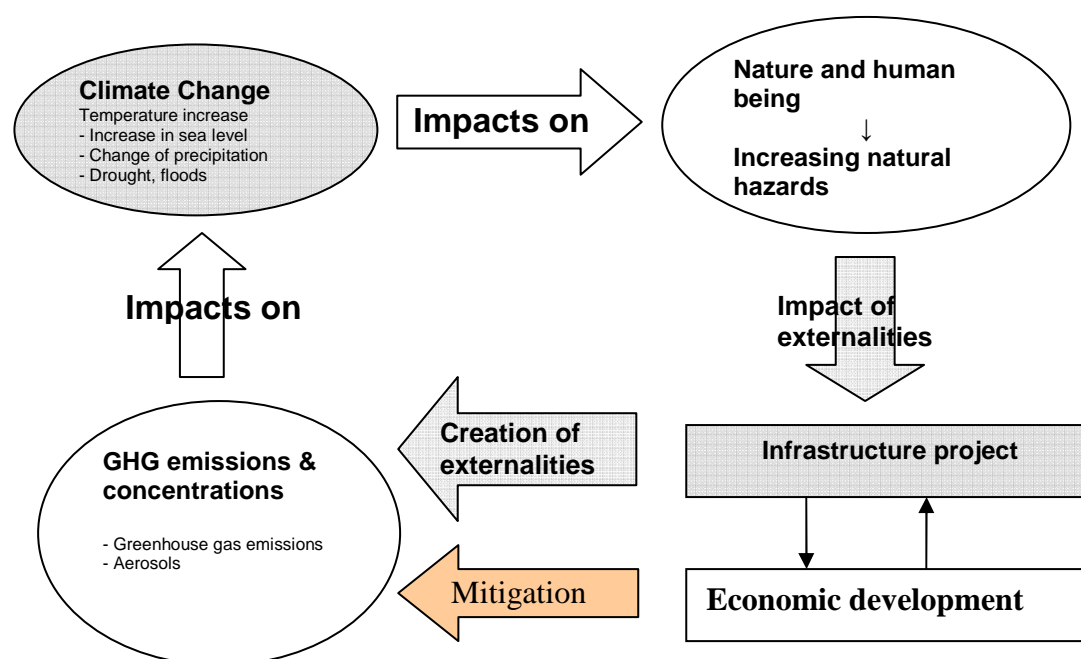 Climate Change
Temperature increase
- Increase in sea level
- Change of precipitation
- Drought, floods
Impacts on
Nature and human
being
↓
Increasing natural
hazards
Impacts on
Impact of
externalities
GHG emissions &
concentrations
- Greenhouse gas emissions
- Aerosols
Creation of
externalities
Infrastructure project
Mitigation
Economic development